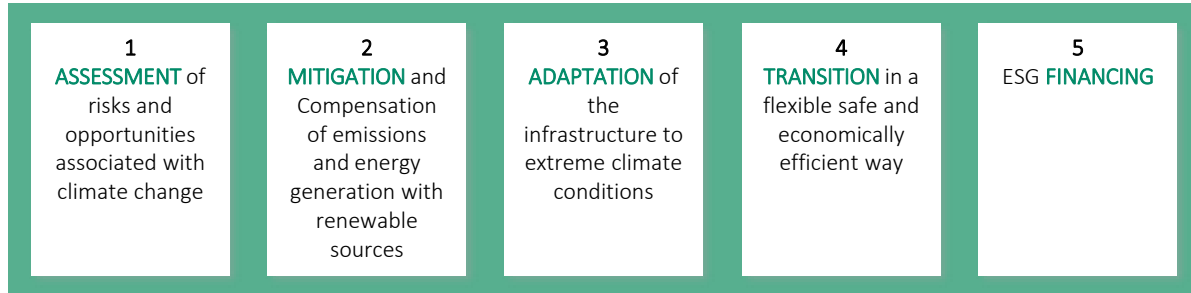 1
ASSESSMENT of
risks and
opportunities
associated with
climate change
2
MITIGATION and
Compensation
of emissions
and energy
generation with
renewable
sources
3
ADAPTATION of
the
infrastructure to
extreme climate
conditions
4
TRANSITION in a
flexible safe and
economically
efficient way
5
ESG FINANCING